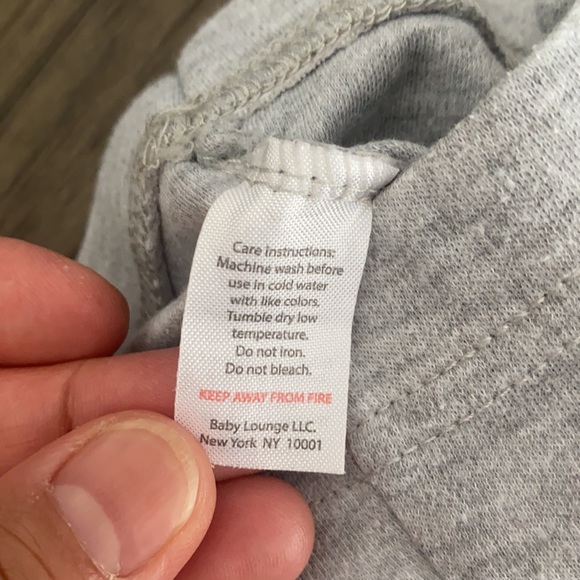 Care instructions:
Machine wash before
use in cold water
with like colors.
Tumble dry low
temperature.
Do not iron.
Do not bleach.
KEEP AWAY FROM FIRE
Baby Lounge LLC.
New York NY 10001